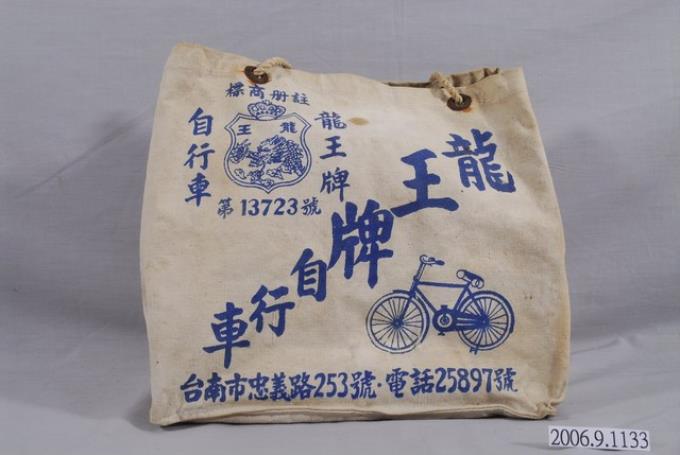 註册商標
龍王
龍王牌
自行車
第13723號
龍王牌自行車
台南市忠義路253號·電話25897號
2006.9.1133